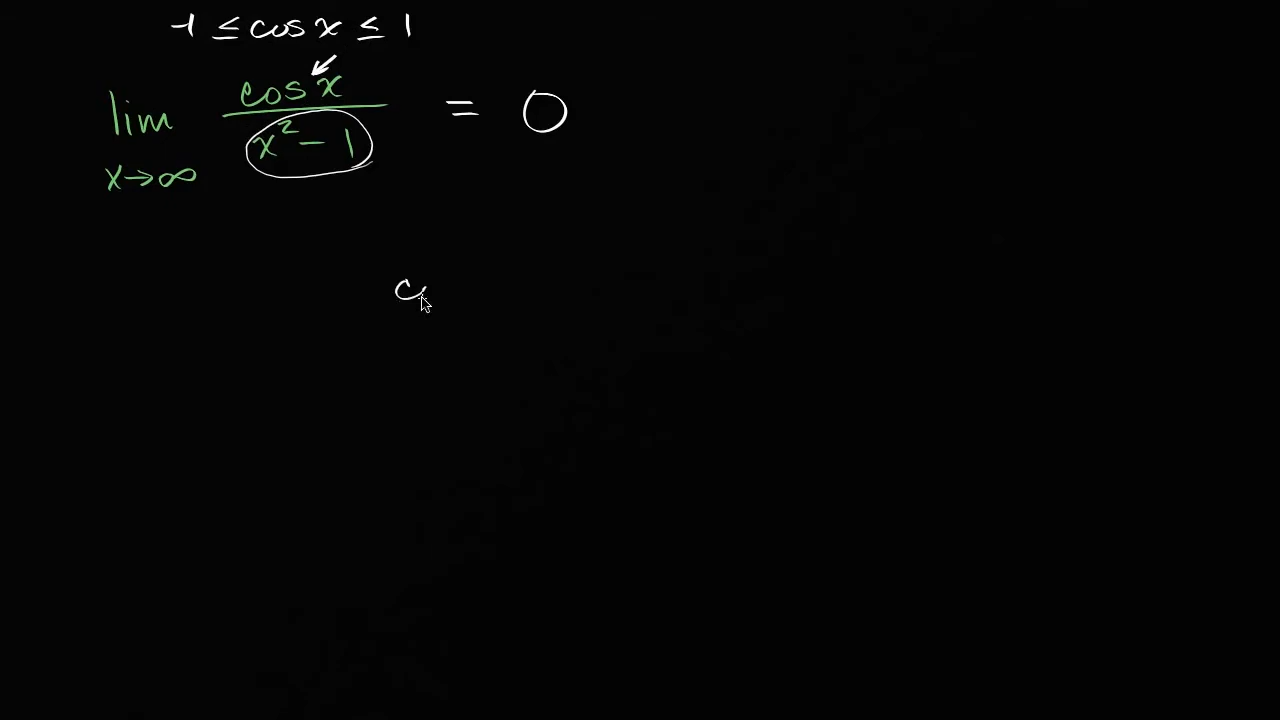 -1 ≤ cos x ≤ 1
lim x→∞ cos x / x² - 1 = 0
c